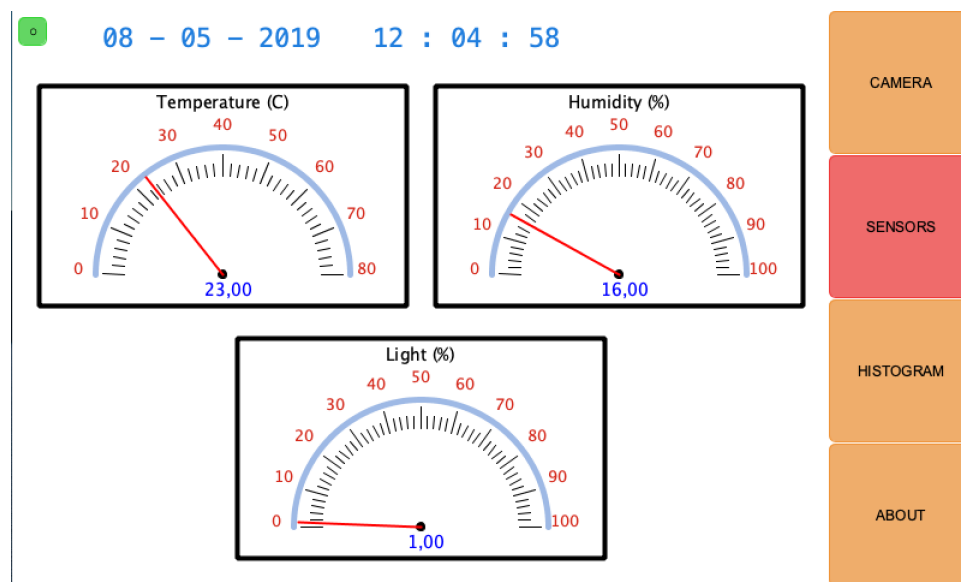 o
08 - 05 - 2019 12 : 04 : 58
CAMERA
SENSORS
HISTOGRAM
ABOUT
Temperature (C)
0 10 20 30 40 50 60 70 80
23,00
Humidity (%)
0 10 20 30 40 50 60 70 80 90 100
16,00
Light (%)
0 10 20 30 40 50 60 70 80 90 100
1,00